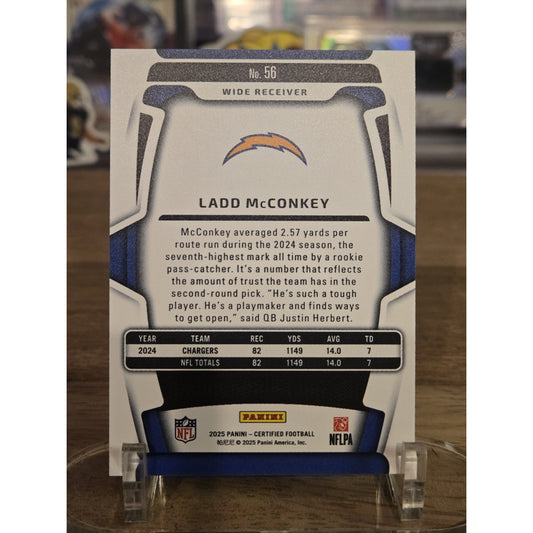 No. 56
WIDE RECEIVER
LADD McCONKEY
McConkey averaged 2.57 yards per
route run during the 2024 season, the
seventh-highest mark all time by a rookie
pass-catcher. It's a number that reflects
the amount of trust the team has in the
second-round pick. "He's such a tough
player. He's a playmaker and finds ways
to get open," said QB Justin Herbert.
YEAR TEAM REC YDS AVG TD
2024 CHARGERS 82 1149 14.0 7
NFL TOTALS 82 1149 14.0 7
NFL
PANINI
NFLPA
2025 PANINI – CERTIFIED FOOTBALL
帕尼尼 © 2025 Panini America, Inc.